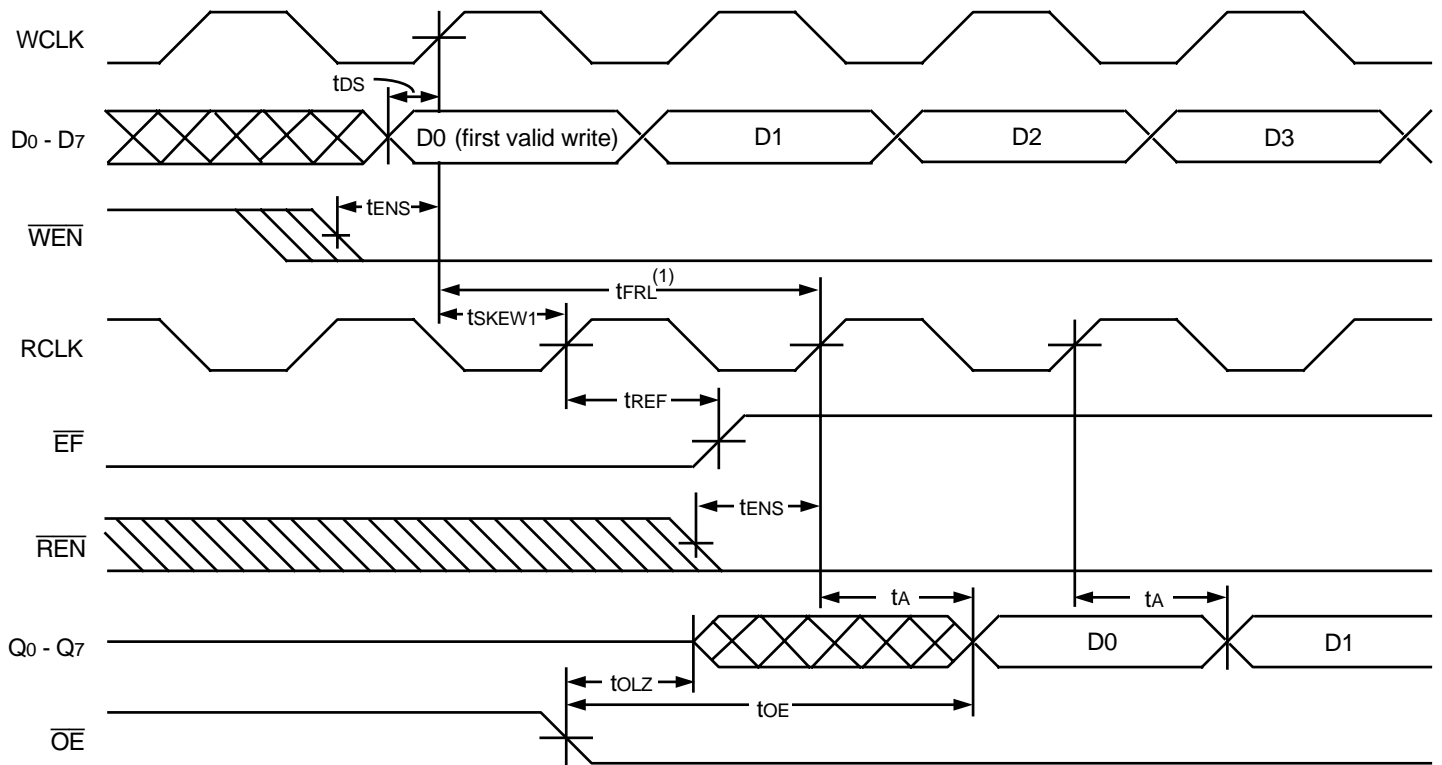 WCLK
tDS
D0 - D7
D0 (first valid write)
D1
D2
D3
tENS
WEN
tFRL(1)
tSKEW1
RCLK
tREF
EF
tENS
REN
tA
tA
Q0 - Q7
D0
D1
tOLZ
tOE
OE